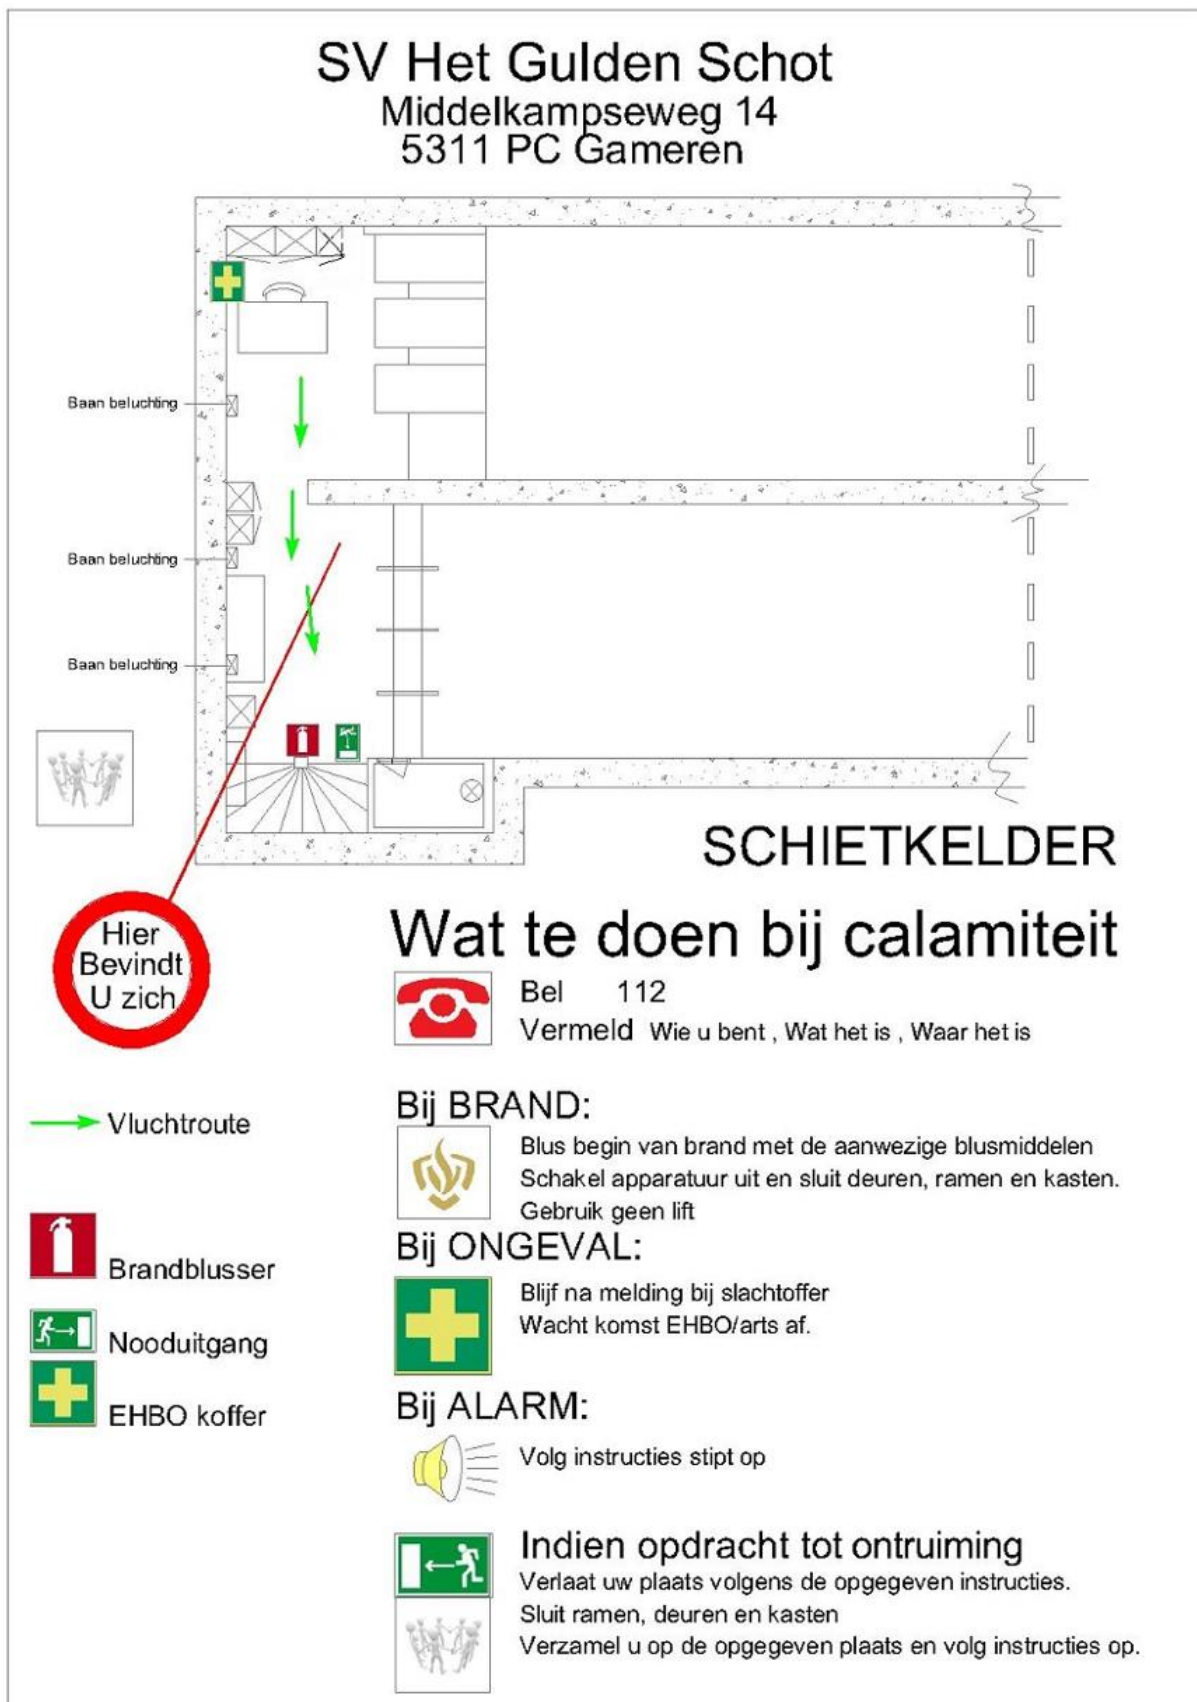 SV Het Gulden Schot
Middelkampseweg 14
5311 PC Gameren
Baan beluchting
Baan beluchting
Baan beluchting
SCHIETKELDER
Hier
Bevindt
U zich
Wat te doen bij calamiteit
Bel 112
Vermeld Wie u bent , Wat het is , Waar het is
Vluchtroute
Brandblusser
Nooduitgang
EHBO koffer
Bij BRAND:
Blus begin van brand met de aanwezige blusmiddelen
Schakel apparatuur uit en sluit deuren, ramen en kasten.
Gebruik geen lift
Bij ONGEVAL:
Blijf na melding bij slachtoffer
Wacht komst EHBO/arts af.
Bij ALARM:
Volg instructies stipt op
Indien opdracht tot ontruiming
Verlaat uw plaats volgens de opgegeven instructies.
Sluit ramen, deuren en kasten
Verzamel u op de opgegeven plaats en volg instructies op.